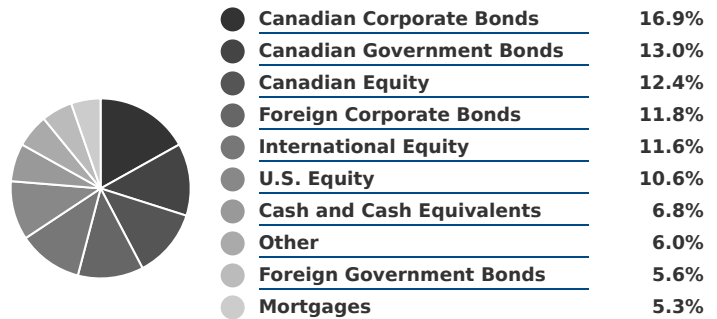 Canadian Corporate Bonds 16.9%
Canadian Government Bonds 13.0%
Canadian Equity 12.4%
Foreign Corporate Bonds 11.8%
International Equity 11.6%
U.S. Equity 10.6%
Cash and Cash Equivalents 6.8%
Other 6.0%
Foreign Government Bonds 5.6%
Mortgages 5.3%